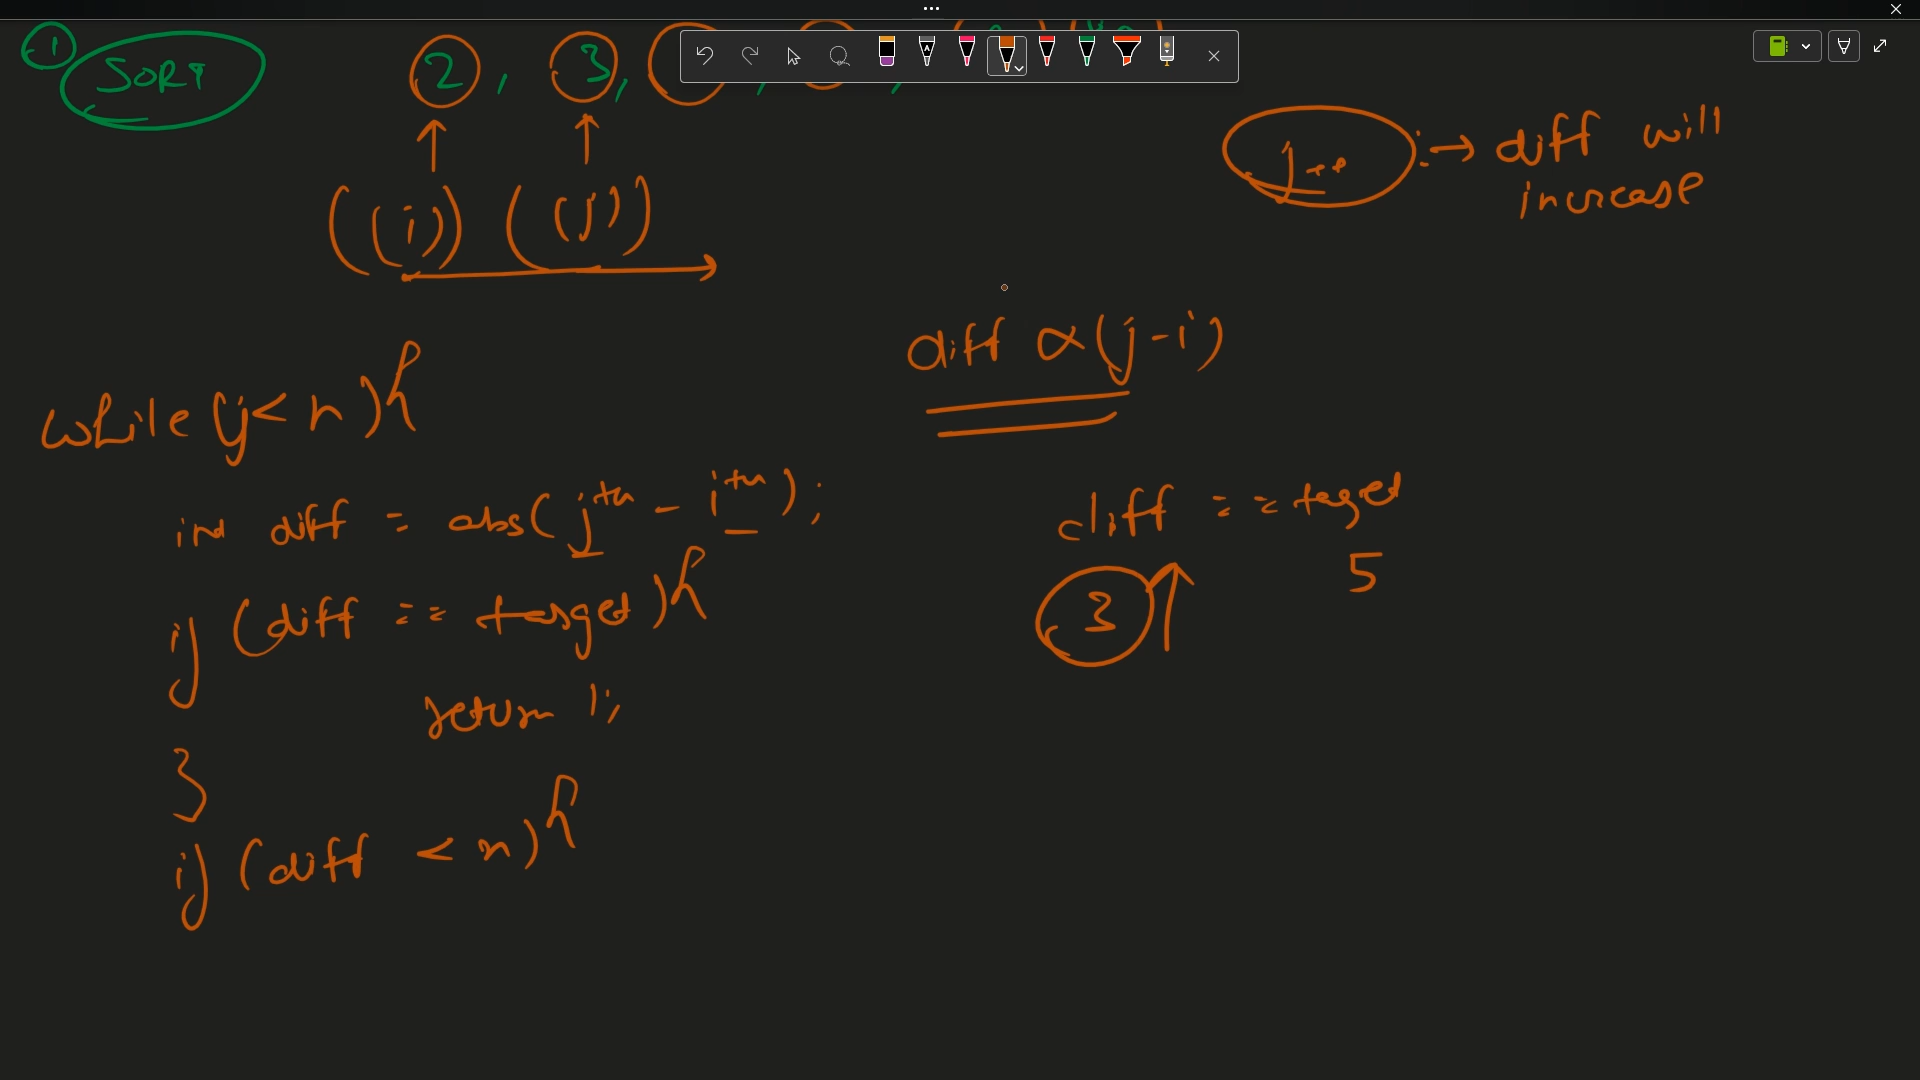 1
SORT
2, 3,
(i) (j)
j++ : → diff will
increase
diff ∝ (j-i)
while(j< n){
int diff = abs( jth - ith );
if (diff == target){
return 1;
}
if(diff < n){
diff == target
3 5